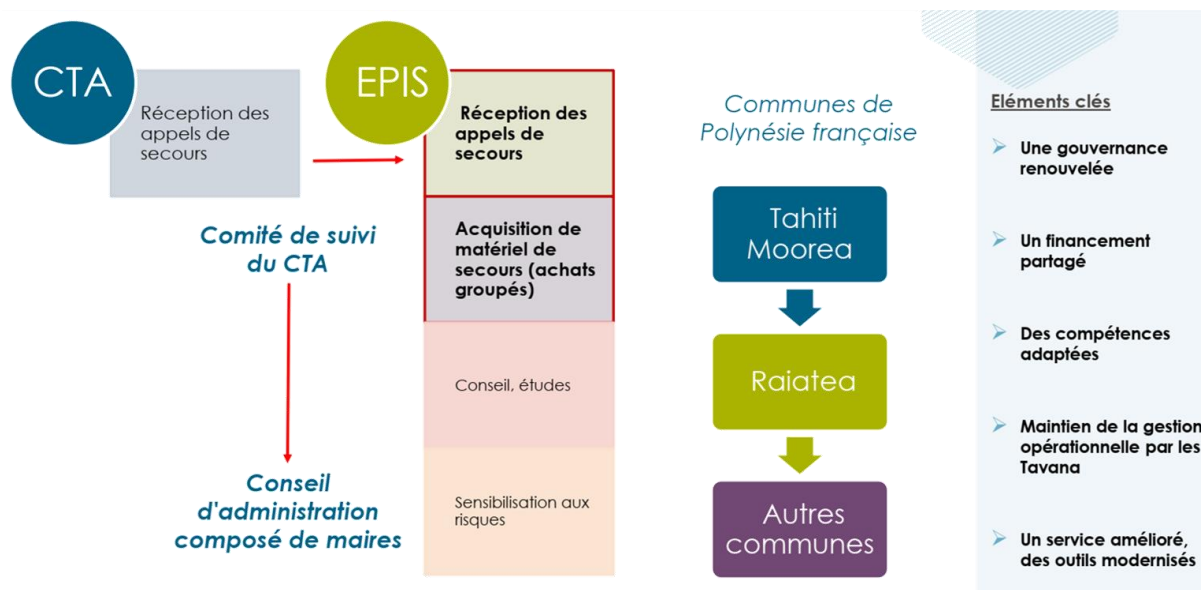 CTA
Réception des
appels de
secours
Comité de suivi
du CTA
Conseil
d'administration
composé de maires
EPIS
Réception des
appels de
secours
Acquisition de
matériel de
secours (achats
groupés)
Conseil, études
Sensibilisation aux
risques
Communes de
Polynésie française
Tahiti
Moorea
Raiatea
Autres
communes
Eléments clés
Une gouvernance
renouvelée
Un financement
partagé
Des compétences
adaptées
Maintien de la gestion
opérationnelle par les
Tavana
Un service amélioré,
des outils modernisés